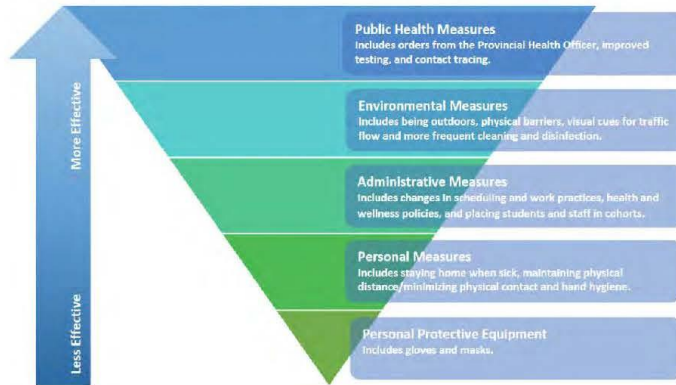 More Effective
Less Effective
Public Health Measures
Includes orders from the Provincial Health Officer, improved
testing, and contact tracing.
Environmental Measures
Includes being outdoors, physical barriers, visual cues for traffic
flow and more frequent cleaning and disinfection.
Administrative Measures
Includes changes in scheduling and work practices, health and
wellness policies, and placing students and staff in cohorts.
Personal Measures
Includes staying home when sick, maintaining physical
distance/minimizing physical contact and hand hygiene.
Personal Protective Equipment
Includes gloves and masks.